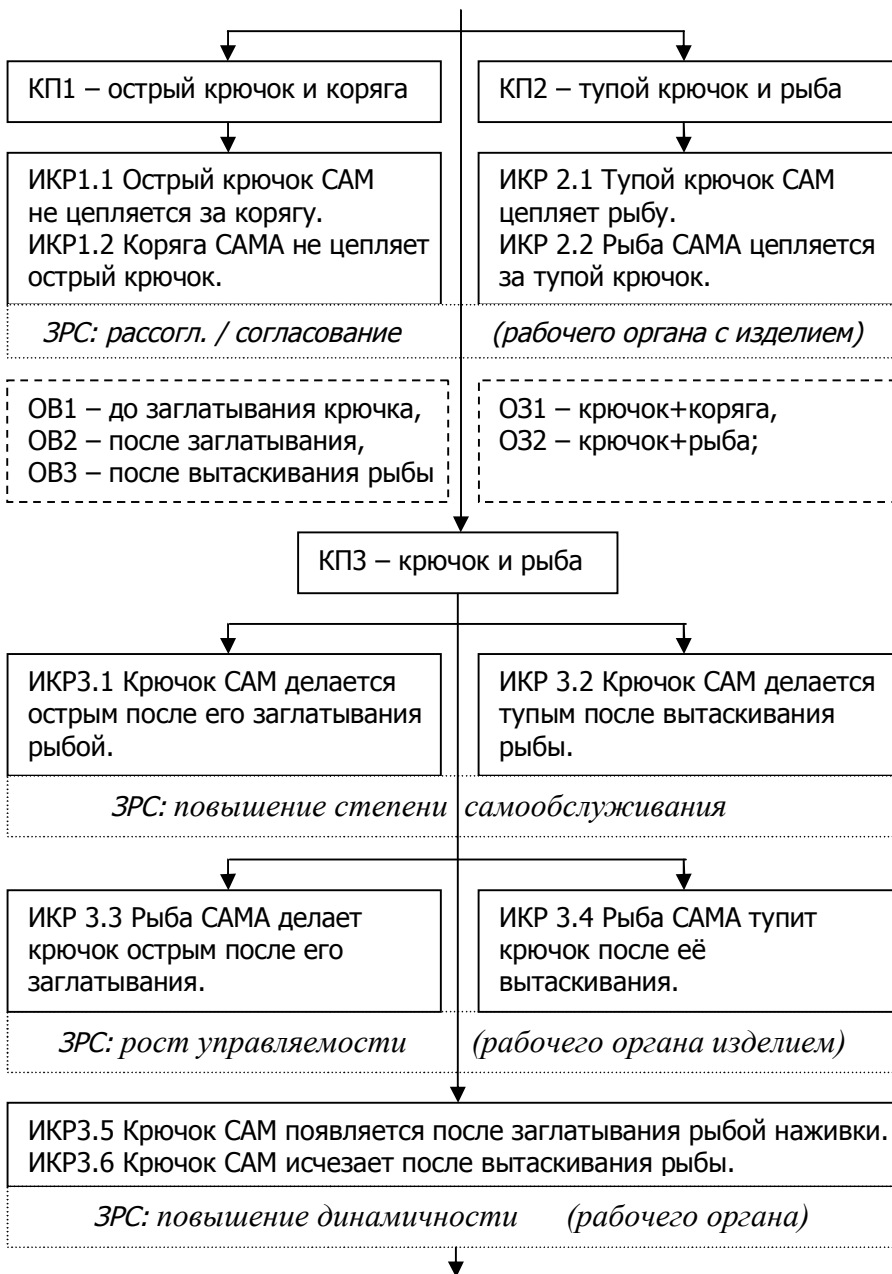 КП1 – острый крючок и коряга
КП2 – тупой крючок и рыба
ИКР1.1 Острый крючок САМ
не цепляется за корягу.
ИКР1.2 Коряга САМА не цепляет
острый крючок.
ИКР 2.1 Тупой крючок САМ
цепляет рыбу.
ИКР 2.2 Рыба САМА цепляется
за тупой крючок.
ЗРС: рассогл. / согласование (рабочего органа с изделием)
ОВ1 – до заглатывания крючка,
ОВ2 – после заглатывания,
ОВ3 – после вытаскивания рыбы
ОЗ1 – крючок+коряга,
ОЗ2 – крючок+рыба;
КП3 – крючок и рыба
ИКР3.1 Крючок САМ делается
острым после его заглатывания
рыбой.
ИКР 3.2 Крючок САМ делается
тупым после вытаскивания
рыбы.
ЗРС: повышение степени самообслуживания
ИКР 3.3 Рыба САМА делает
крючок острым после его
заглатывания.
ИКР 3.4 Рыба САМА тупит
крючок после её
вытаскивания.
ЗРС: рост управляемости (рабочего органа изделием)
ИКР3.5 Крючок САМ появляется после заглатывания рыбой наживки.
ИКР3.6 Крючок САМ исчезает после вытаскивания рыбы.
ЗРС: повышение динамичности (рабочего органа)